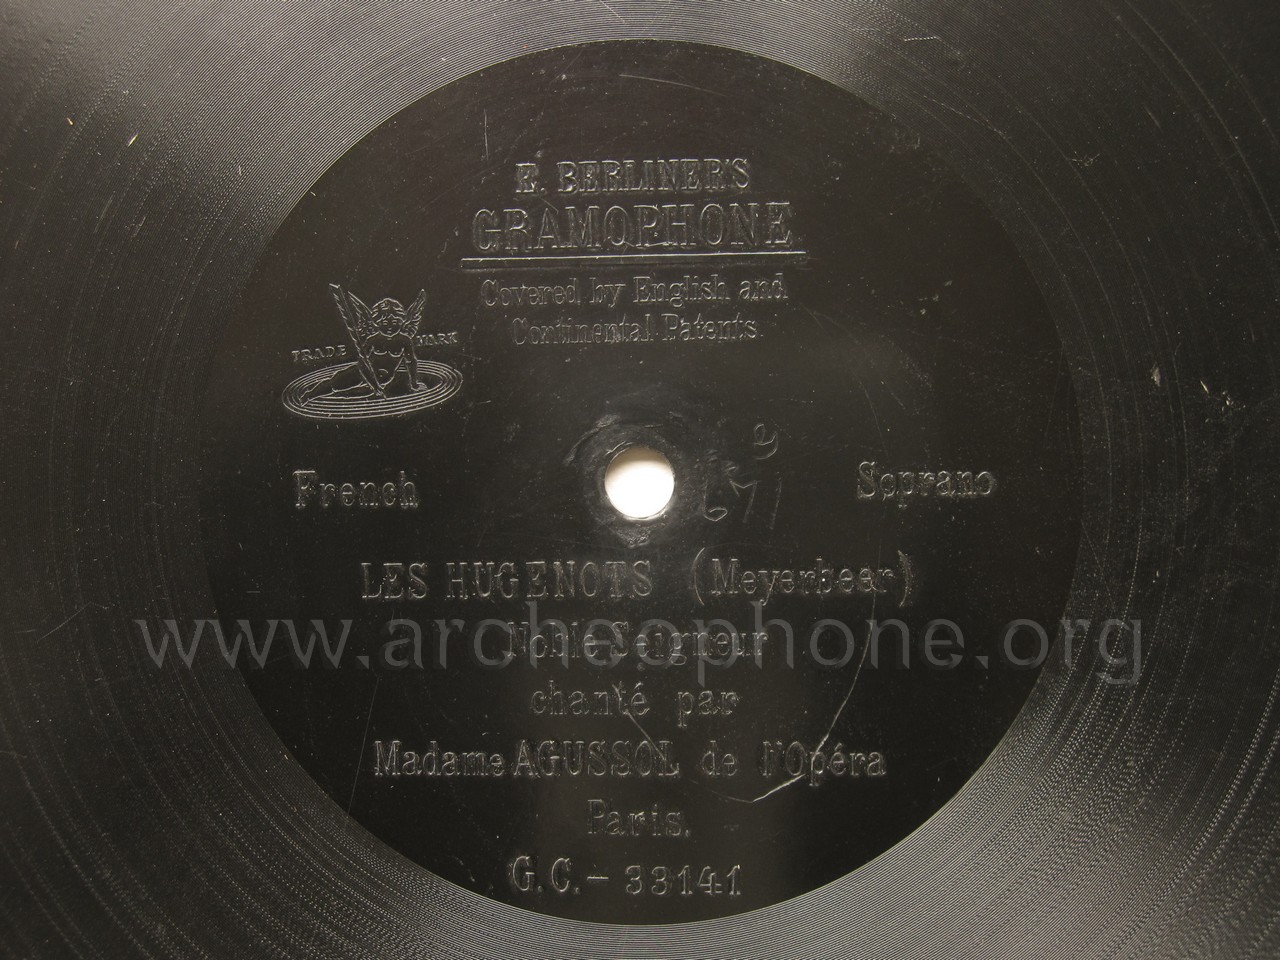 E. BERLINER'S
GRAMOPHONE
Covered by English and
Continental Patents
TRADE MARK
French
Soprano
LES HUGENOTS (Meyerbeer)
www.archeophone.org
Noble Seigneur
chanté par
Madame AGUSSOL de l'Opéra
Paris.
G.C.- 33141